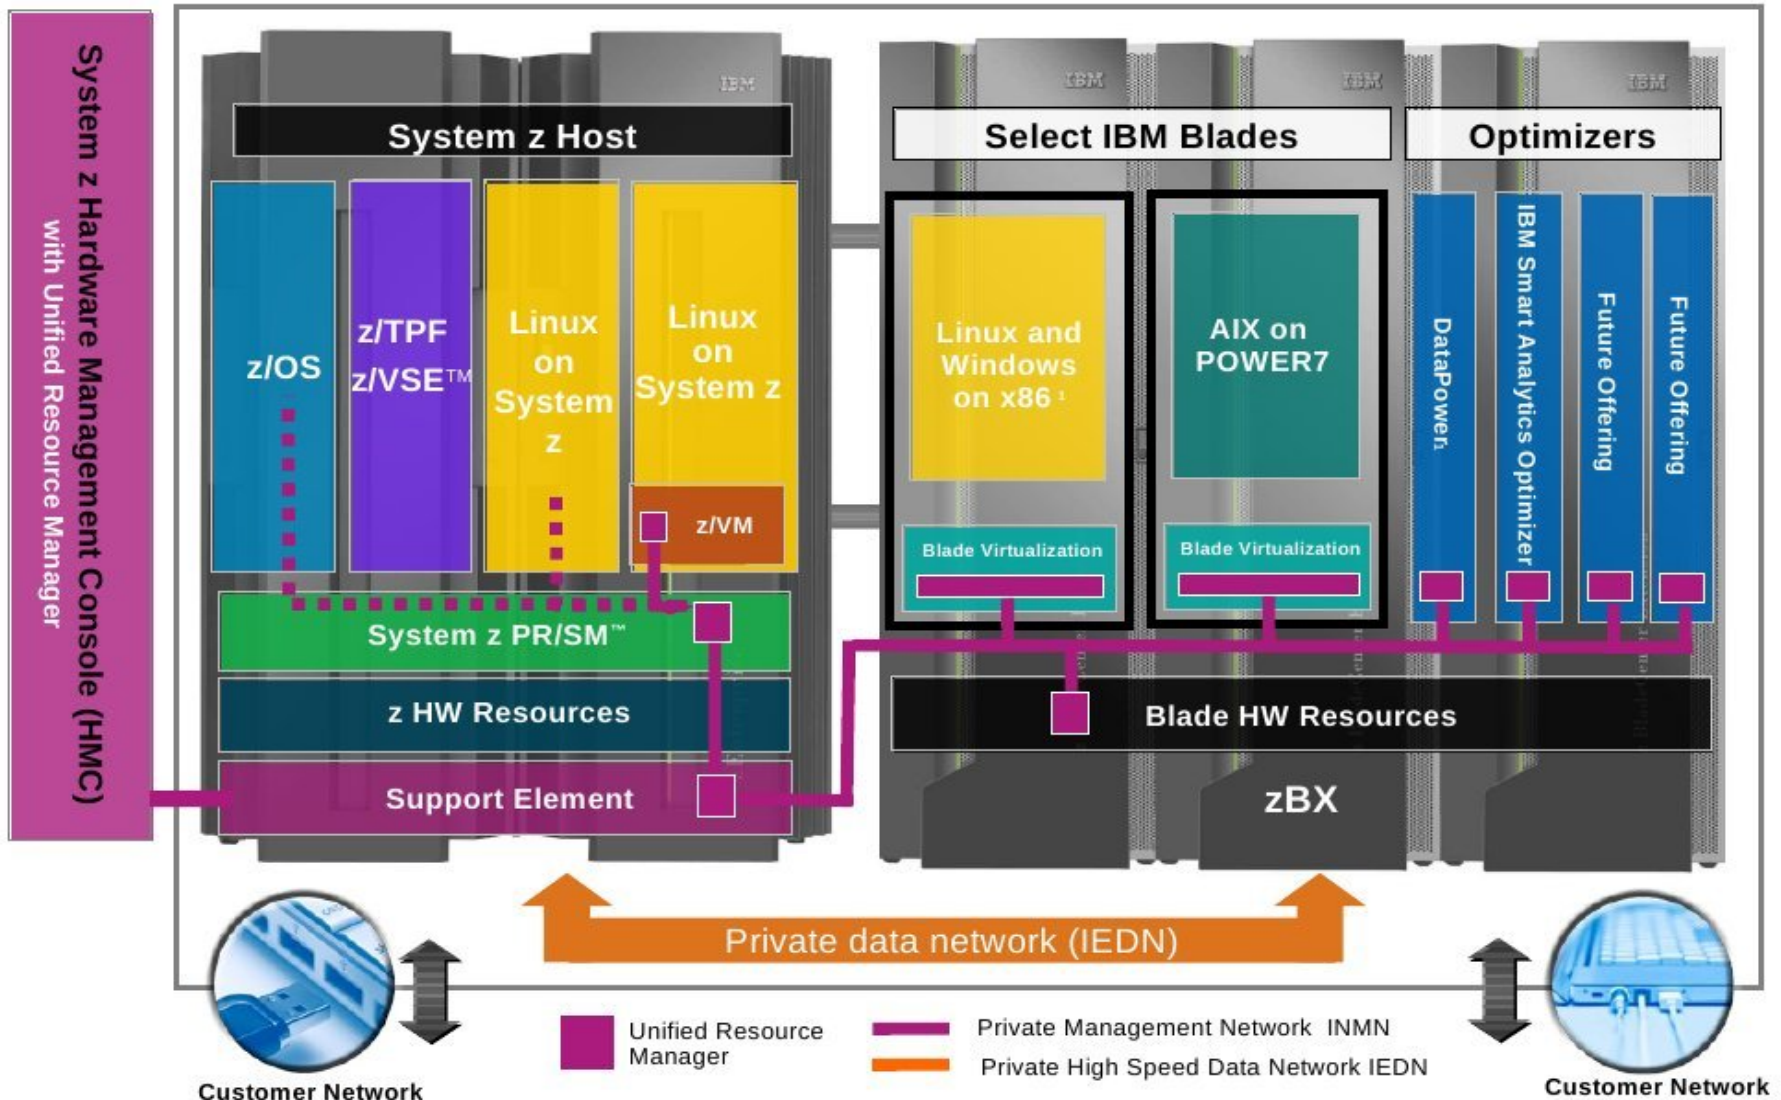 System z Hardware Management Console (HMC)
with Unified Resource Manager
IBM
System z Host
z/OS
z/TPF
z/VSE™
Linux
on
System
z
Linux
on
System z
z/VM
System z PR/SM™
z HW Resources
Support Element
IBM
IBM
IBM
Select IBM Blades
Optimizers
Linux and
Windows
on x86 1
Blade Virtualization
AIX on
POWER7
Blade Virtualization
DataPower1
IBM Smart Analytics Optimizer
Future Offering
Future Offering
Blade HW Resources
zBX
Private data network (IEDN)
Customer Network
Unified Resource
Manager
Private Management Network INMN
Private High Speed Data Network IEDN
Customer Network